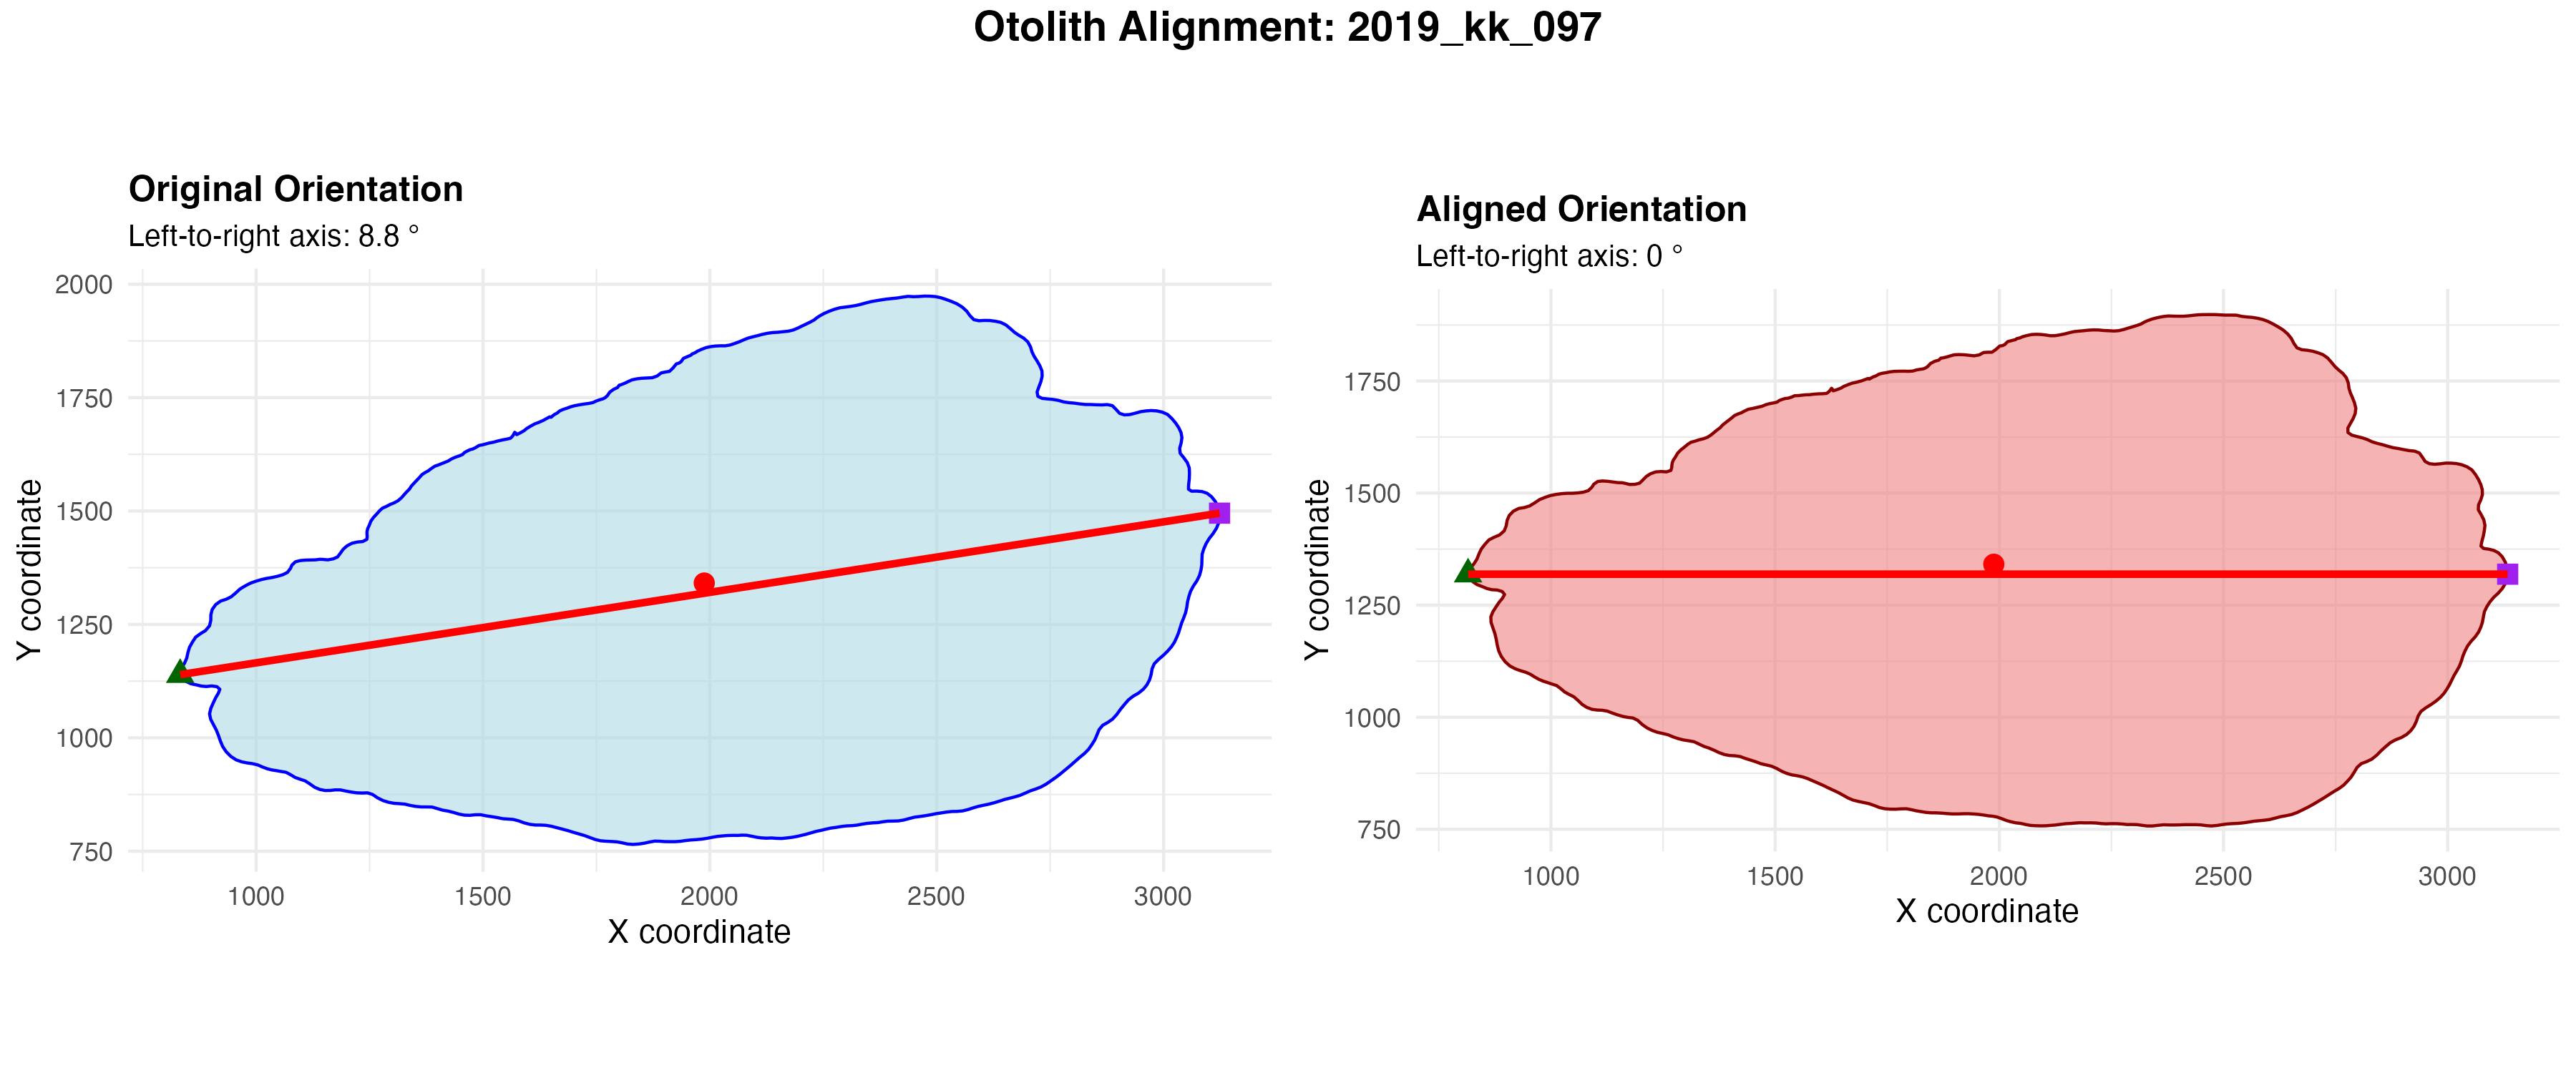 Otolith Alignment: 2019_kk_097
Original Orientation
Left-to-right axis: 8.8 °
2000
1750
1500
1250
1000
750
Y coordinate
1000 1500 2000 2500 3000
X coordinate
Aligned Orientation
Left-to-right axis: 0 °
1750
1500
1250
1000
750
Y coordinate
1000 1500 2000 2500 3000
X coordinate